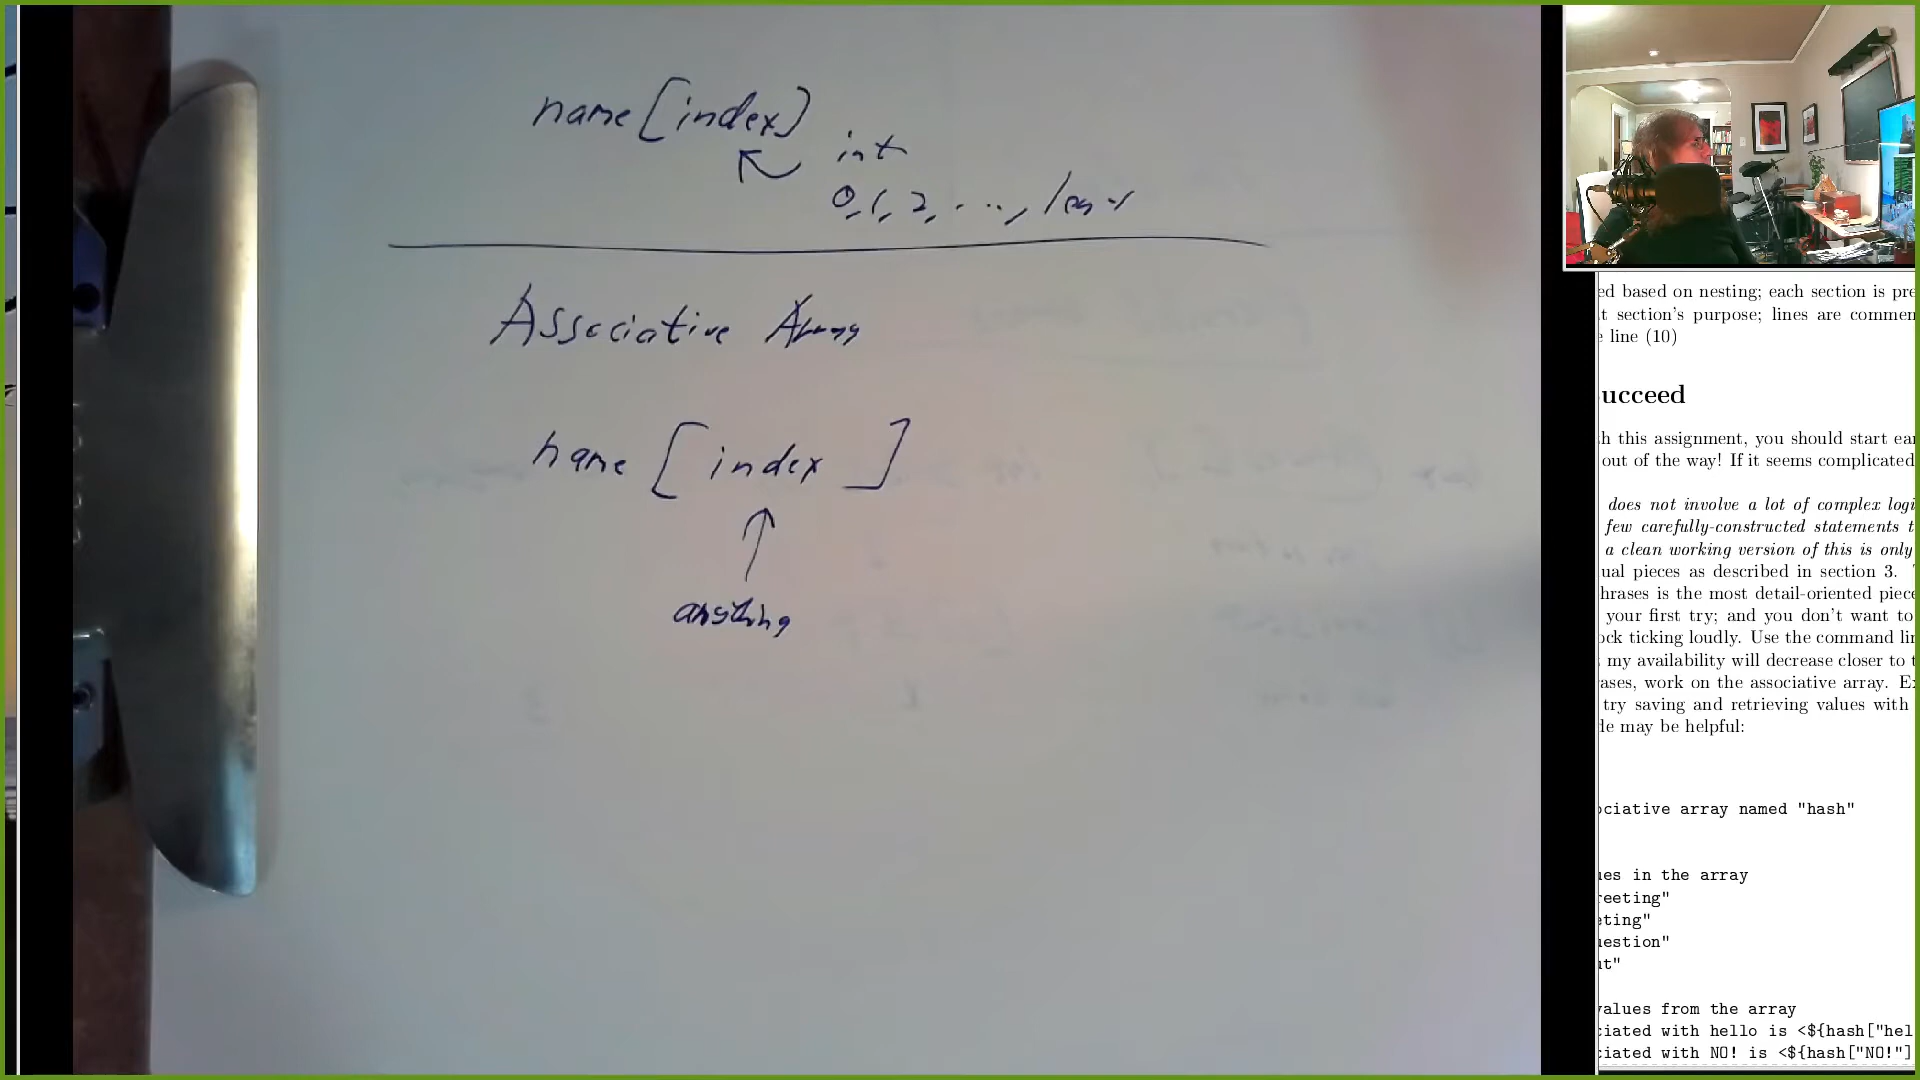 name[index]
int
0, 1, 2, ..., len-1
Associative Array
name [ index ]
anything
ed based on nesting; each section is pre
t section's purpose; lines are commen
e line (10)
ucceed
h this assignment, you should start ear
out of the way! If it seems complicated
does not involve a lot of complex logi
few carefully-constructed statements t
a clean working version of this is only
ual pieces as described in section 3.
hrases is the most detail-oriented piece
your first try; and you don't want to
ock ticking loudly. Use the command lin
my availability will decrease closer to t
ases, work on the associative array. Ex
try saving and retrieving values with
de may be helpful:
ociative array named "hash"
ues in the array
reeting"
eting"
uestion"
ut"
values from the array
ciated with hello is <${hash["hel
ciated with NO! is <${hash["NO!"]